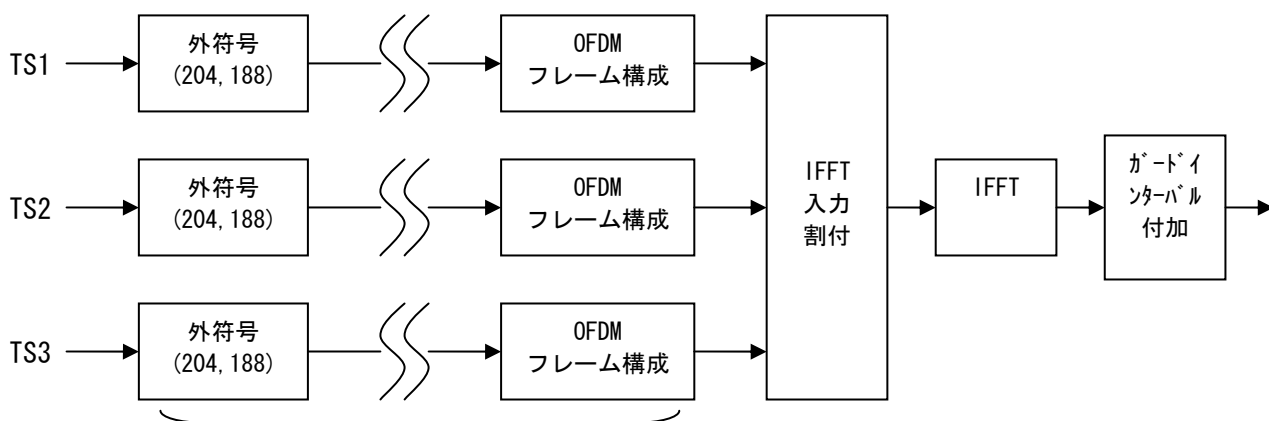 TS1
外符号
(204, 188)
OFDM
フレーム構成
TS2
外符号
(204, 188)
OFDM
フレーム構成
TS3
外符号
(204, 188)
OFDM
フレーム構成
IFFT
入力
割付
IFFT
ｶﾞｰﾄﾞｲ
ﾝﾀｰﾊﾞﾙ
付加